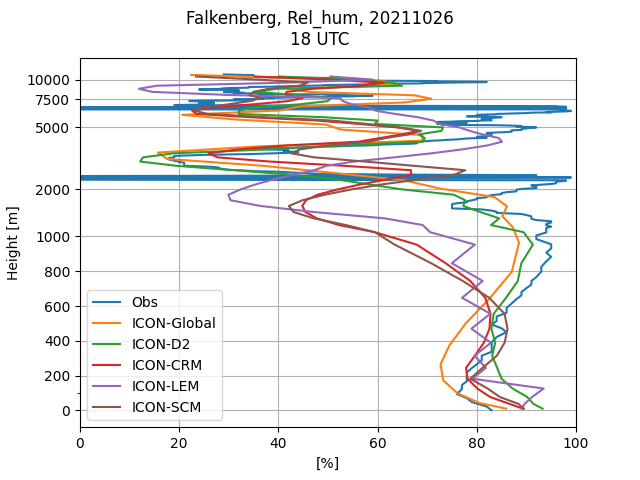 Falkenberg, Rel_hum, 20211026
18 UTC
Height [m]
10000
7500
5000
2000
1000
800
600
400
200
0
Obs
ICON-Global
ICON-D2
ICON-CRM
ICON-LEM
ICON-SCM
0 20 40 60 80 100
[%]